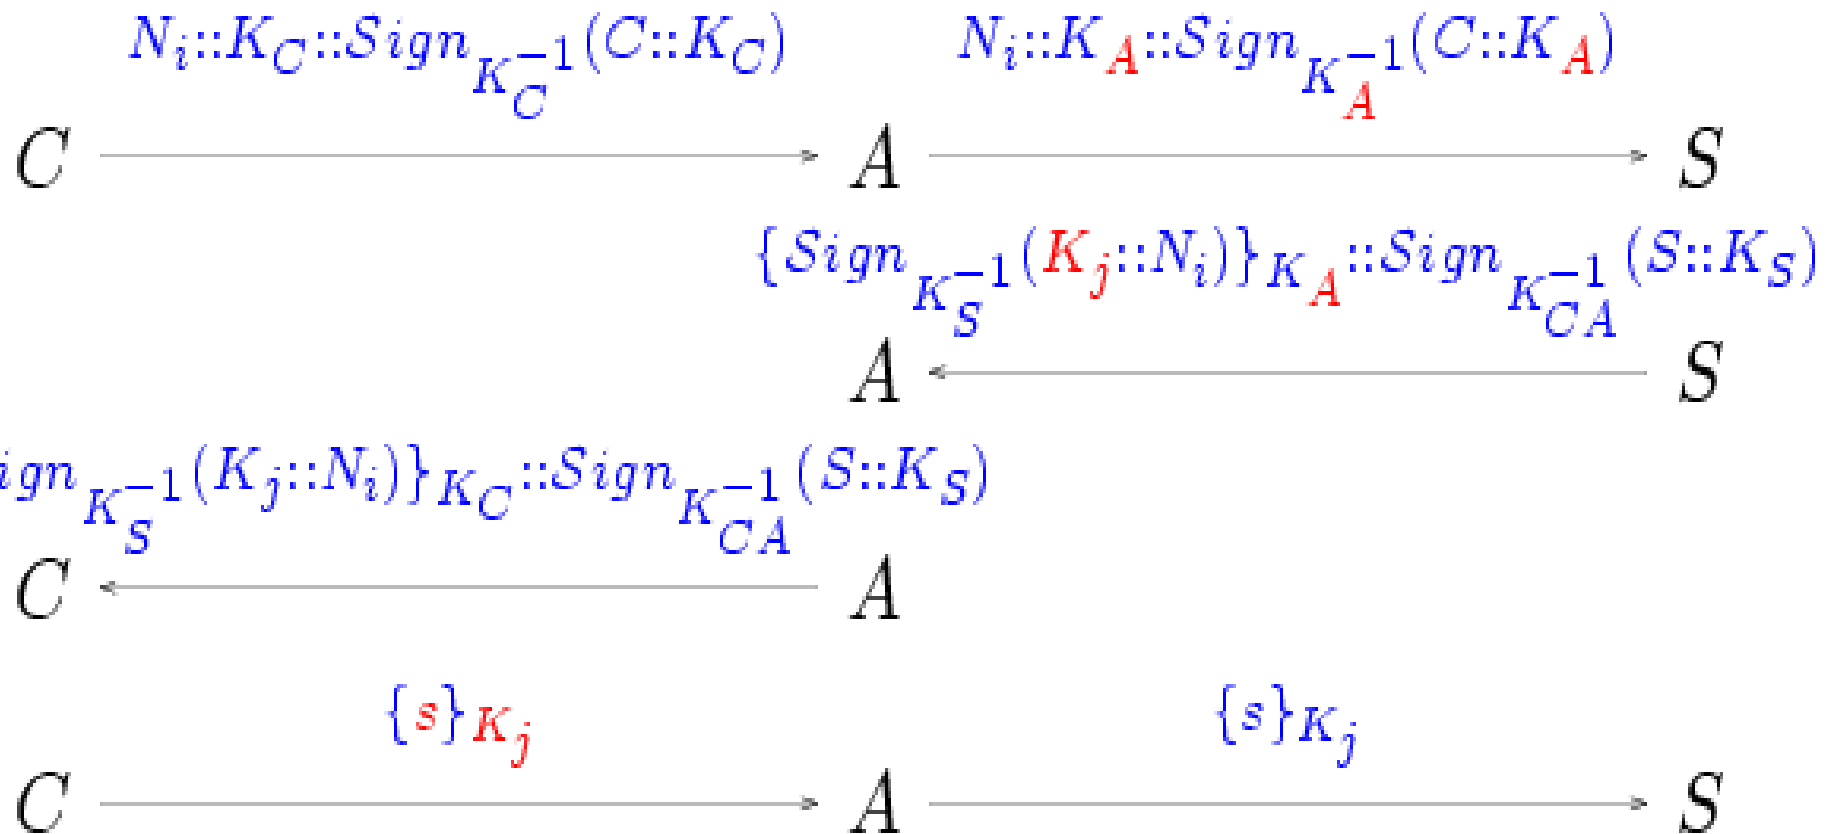 N_i::K_C::Sign_{K_C^{-1}}(C::K_C) N_i::K_A::Sign_{K_A^{-1}}(C::K_A)
C A S
{Sign_{K_S^{-1}}(K_j::N_i)}_{K_A}::Sign_{K_{CA}^{-1}}(S::K_S)
A S
ign_{K_S^{-1}}(K_j::N_i)}_{K_C}::Sign_{K_{CA}^{-1}}(S::K_S)
C A
{s}_{K_j} {s}_{K_j}
C A S